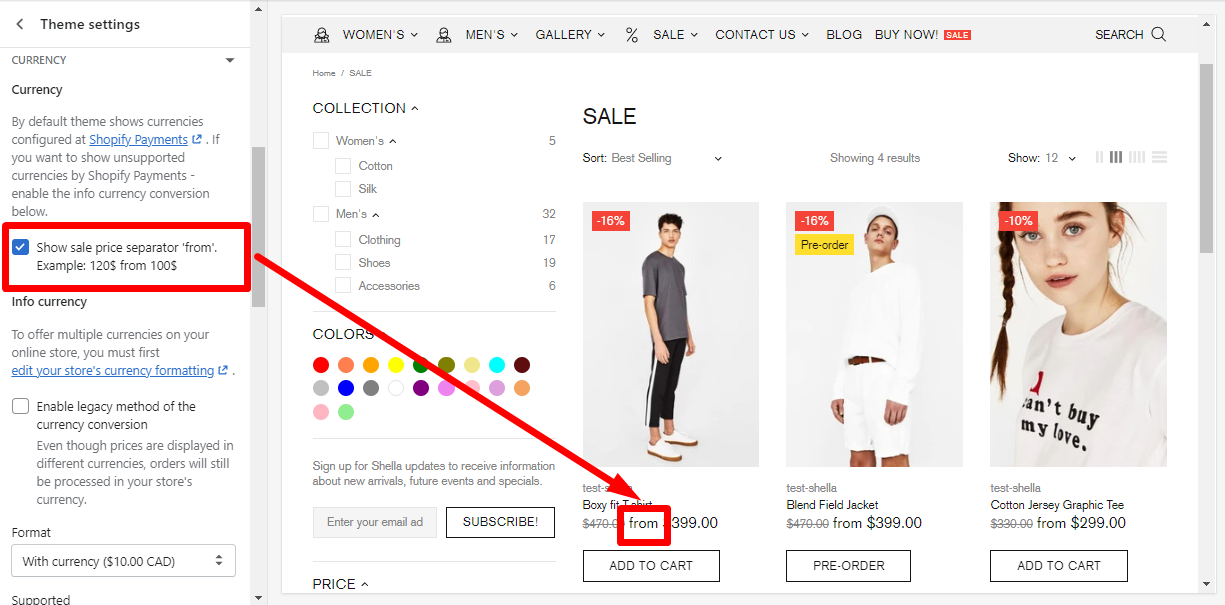 Theme settings
CURRENCY
Currency
By default theme shows currencies
configured at Shopify Payments . If
you want to show unsupported
currencies by Shopify Payments -
enable the info currency conversion
below.
Show sale price separator 'from'.
Example: 120$ from 100$
Info currency
To offer multiple currencies on your
online store, you must first
edit your store's currency formatting .
Enable legacy method of the
currency conversion
Even though prices are displayed in
different currencies, orders will still
be processed in your store's
currency.
Format
With currency ($10.00 CAD)
Supported
WOMEN'S MEN'S GALLERY % SALE CONTACT US BLOG BUY NOW! SALE SEARCH
Home / SALE
COLLECTION
Women's 5
Cotton
Silk
Men's 32
Clothing 17
Shoes 19
Accessories 6
COLORS
Sign up for Shella updates to receive information
about new arrivals, future events and specials.
Enter your email ad SUBSCRIBE!
PRICE
SALE
Sort: Best Selling Showing 4 results Show: 12
-16%
test-shella
Boxy fit T-shirt
$470.00 from $399.00
ADD TO CART
-16%
Pre-order
test-shella
Blend Field Jacket
$470.00 from $399.00
PRE-ORDER
-10%
can't buy
my love.
test-shella
Cotton Jersey Graphic Tee
$330.00 from $299.00
ADD TO CART